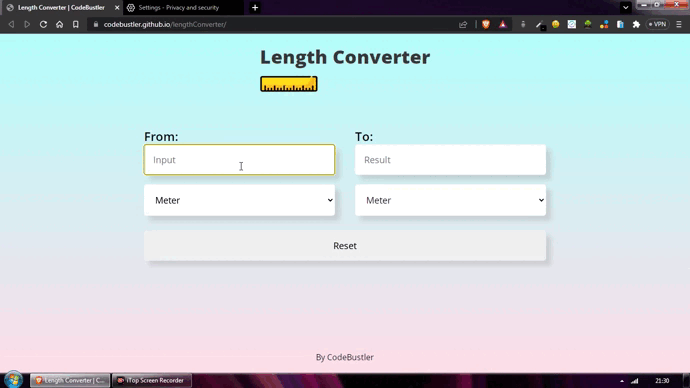 Length Converter | CodeBustler
Settings - Privacy and security
codebustler.github.io/lengthConverter/
VPN
Length Converter
From:
To:
Input
Result
Meter
Meter
Reset
By CodeBustler
Length Converter | C...
iTop Screen Recorder
21:30